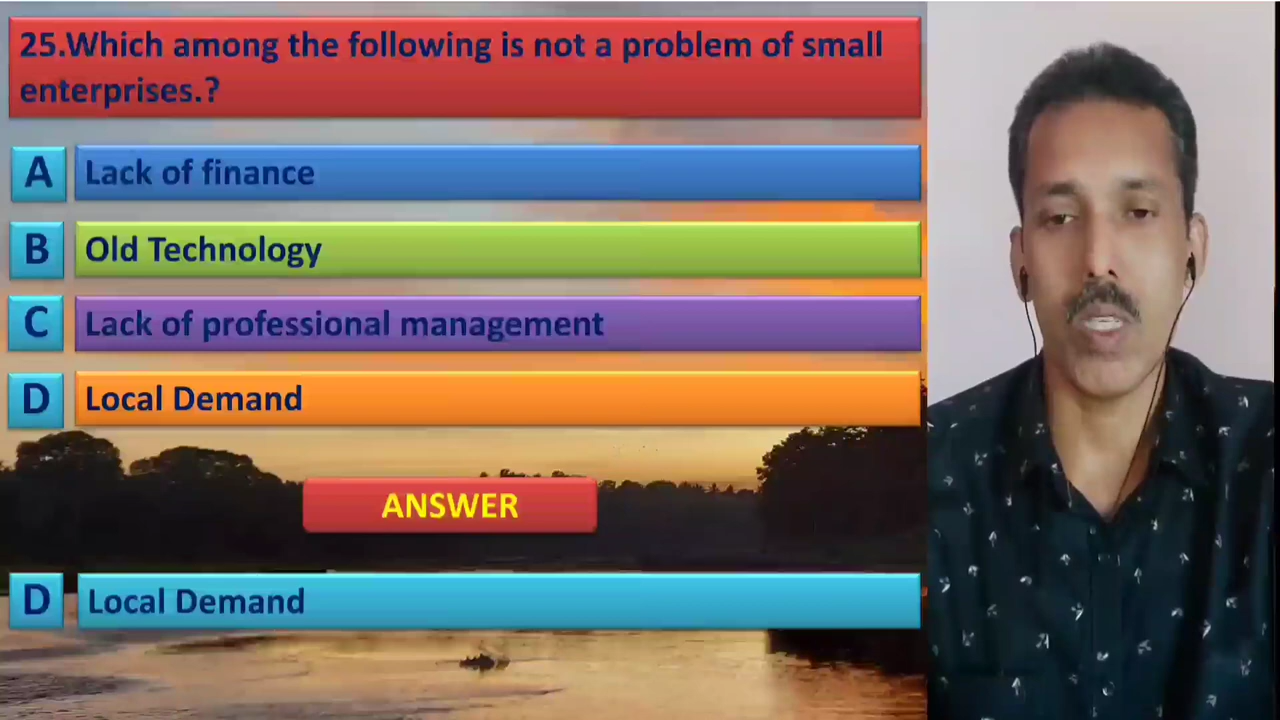 25.Which among the following is not a problem of small
enterprises.?
A Lack of finance
B Old Technology
C Lack of professional management
D Local Demand
ANSWER
D Local Demand